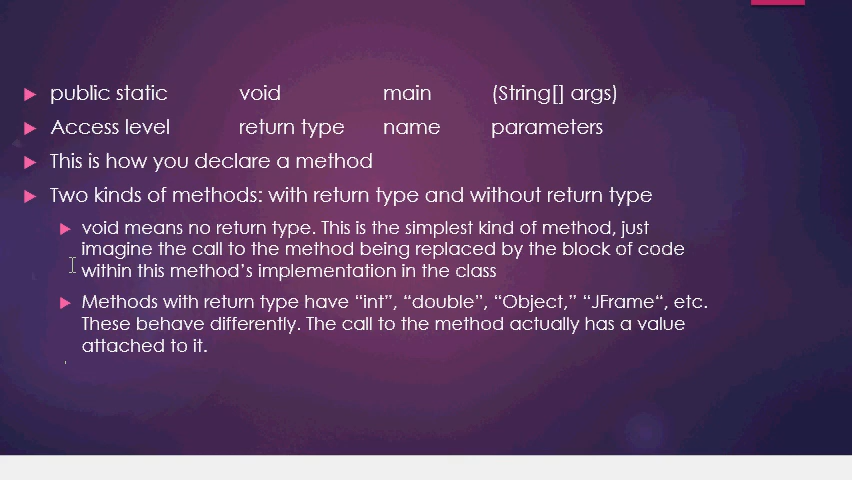 public static void main (String[] args)
Access level return type name parameters
This is how you declare a method
Two kinds of methods: with return type and without return type
void means no return type. This is the simplest kind of method, just
imagine the call to the method being replaced by the block of code
within this method’s implementation in the class
Methods with return type have “int”, “double”, “Object,” “JFrame“, etc.
These behave differently. The call to the method actually has a value
attached to it.